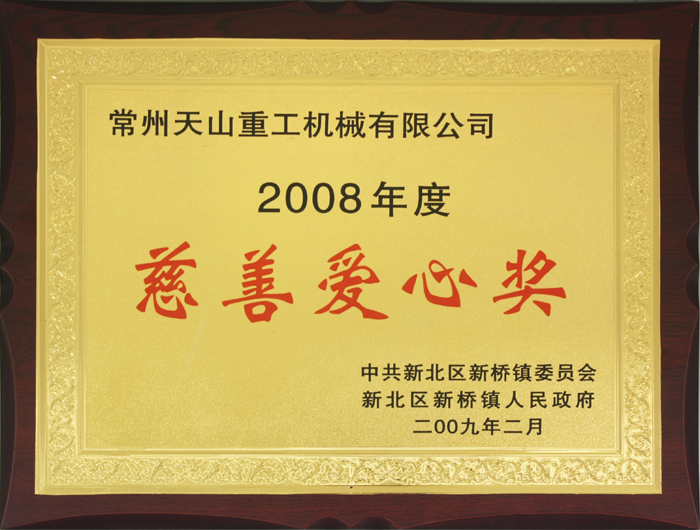 常州天山重工机械有限公司
2008年度
慈善爱心奖
中共新北区新桥镇委员会
新北区新桥镇人民政府
二00九年二月